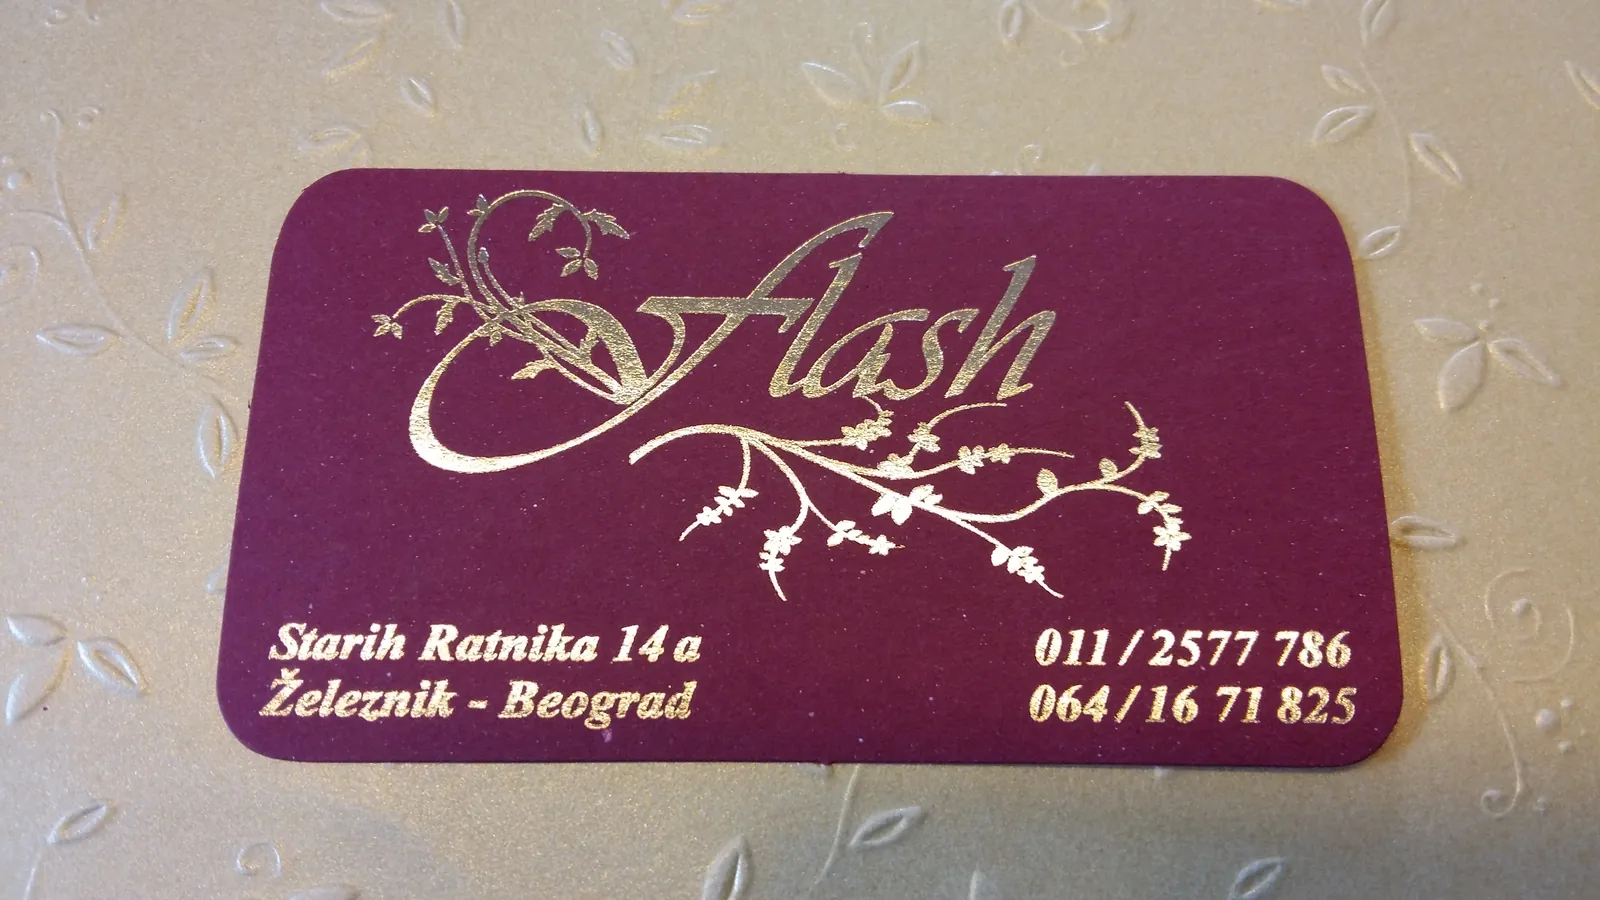 flash
Starih Ratnika 14 a
Železnik - Beograd
011/2577 786
064/16 71 825